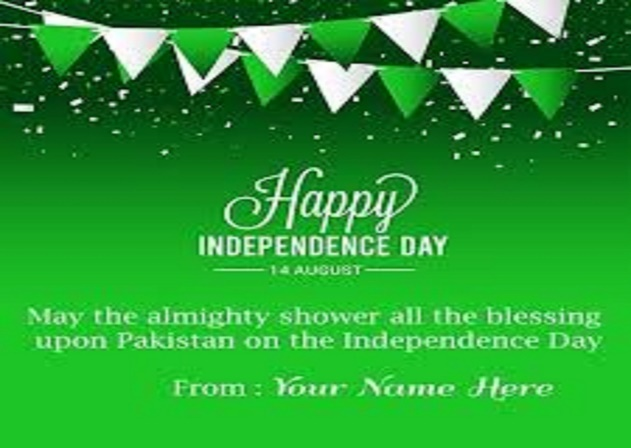 Happy
INDEPENDENCE DAY
14 AUGUST
May the almighty shower all the blessing
upon Pakistan on the Independence Day
From : Your Name Here